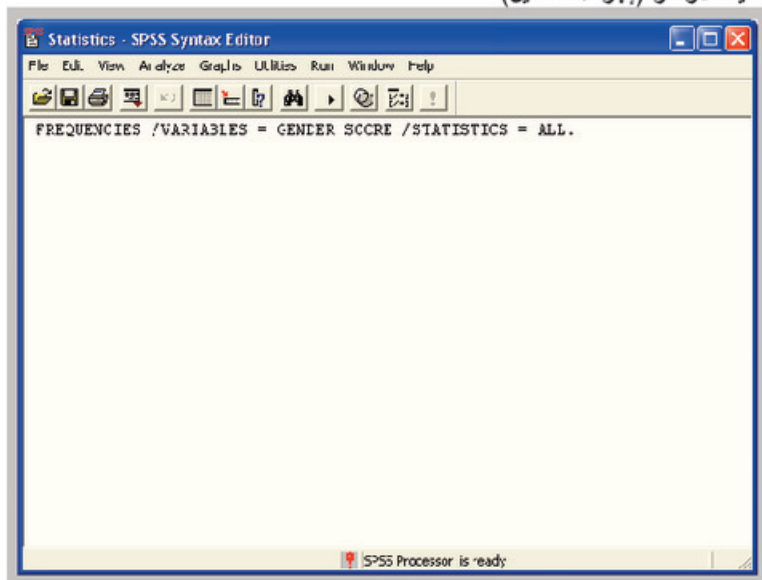 Statistics - SPSS Syntax Editor
File Edit View Analyze Graphs Utilities Run Window Help
FREQUENCIES /VARIABLES = GENDER SCCRE /STATISTICS = ALL.
SPSS Processor is ready